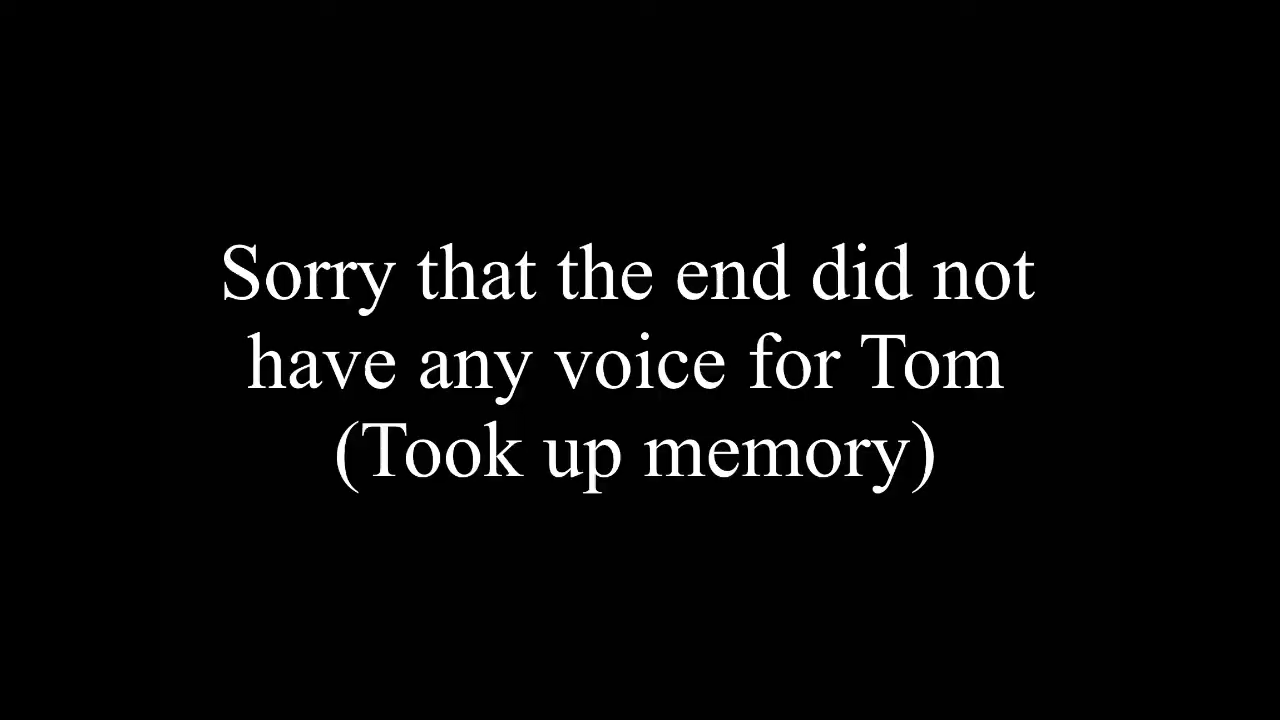 Sorry that the end did not
have any voice for Tom
(Took up memory)